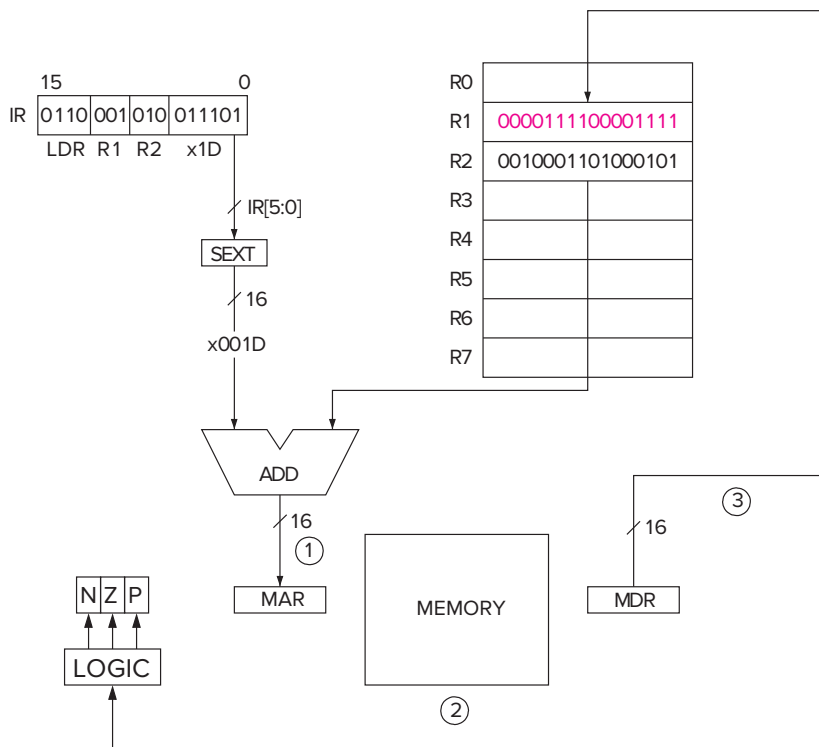 15 0
IR 0110 001 010 011101
LDR R1 R2 x1D
IR[5:0]
SEXT
16
x001D
ADD
16
1
MAR
N Z P
LOGIC
R0
R1 0000111100001111
R2 0010001101000101
R3
R4
R5
R6
R7
MEMORY
2
3
16
MDR